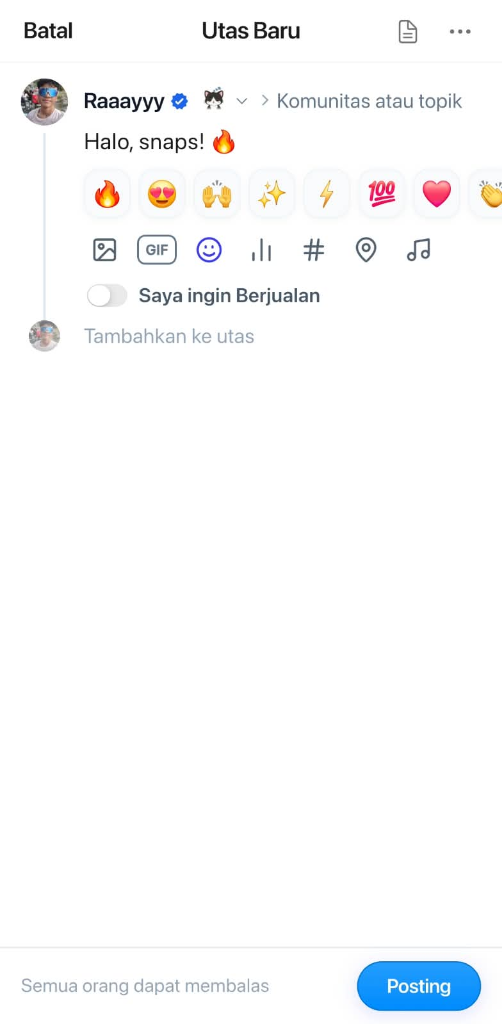 Batal
Utas Baru
Raaayyy
Komunitas atau topik
Halo, snaps! 🔥
🔥 😍 🙌 ✨ ⚡ 💯 ❤️ 👏
GIF
Saya ingin Berjualan
Tambahkan ke utas
Semua orang dapat membalas
Posting